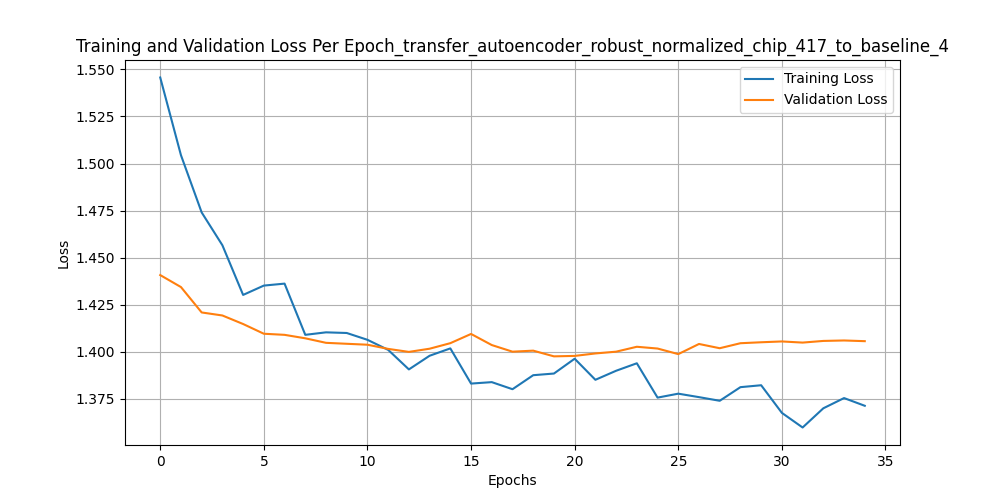 Training and Validation Loss Per Epoch_transfer_autoencoder_robust_normalized_chip_417_to_baseline_4
Training Loss
Validation Loss
1.550
1.525
1.500
1.475
1.450
1.425
1.400
1.375
Loss
0 5 10 15 20 25 30 35
Epochs